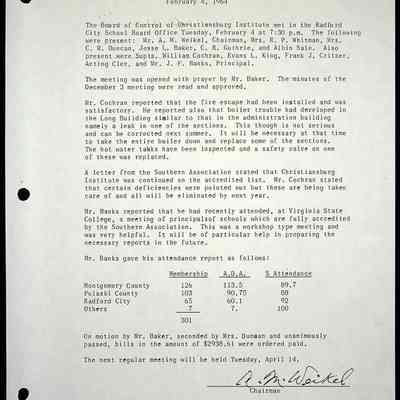 February 4, 1964
The Board of Control of Christiansburg Institute met in the Radford
City School Board Office Tuesday, February 4 at 7:30 p.m. The following
were present: Mr. A. M. Weikel, Chairman, Mrs. R. P. Whitman, Mrs.
C. R. Duncan, Jesse L. Baker, C. R. Guthrie, and Albin Sain. Also
present were Supts. William Cochran, Evans L. King, Frank J. Critzer,
Acting Cler, and Mr. J. F. Banks, Principal.
The meeting was opened with prayer by Mr. Baker. The minutes of the
December 3 meeting were read and approved.
Mr. Cochran reported that the fire escape had been installed and was
satisfactory. He reported also that boiler trouble had developed in
the Long Building similar to that in the administration building
namely a leak in one of the sections. This though is not serious
and can be corrected next summer. It will be necessary at that time
to take the entire boiler down and replace some of the sections.
The hot water tanks have been inspected and a safety valve on one
of these was replaced.
A letter from the Southern Association stated that Christiansburg
Institute was continued on the accredited list. Mr. Cochran stated
that certain deficiencies were pointed out but these are being taken
care of and all will be eliminated by next year.
Mr. Banks reported that he had recently attended, at Virginia State
College, a meeting of principalsof schools which are fully accredited
by the Southern Association. This was a workshop type meeting and
was very helpful. It will be of particular help in preparing the
necessary reports in the future.
Mr. Banks gave his attendance report as follows:
Membership A.D.A. % Attendance
Montgomery County 126 113.5 89.7
Pulaski County 103 90.75 88
Radford City 65 60.1 92
Others 7 7. 100
301
On motion by Mr. Baker, seconded by Mrs. Duncan and unanimously
passed, bills in the amount of $2938.61 were ordered paid.
The next regular meeting will be held Tuesday, April 14.
A. M. Weikel
Chairman